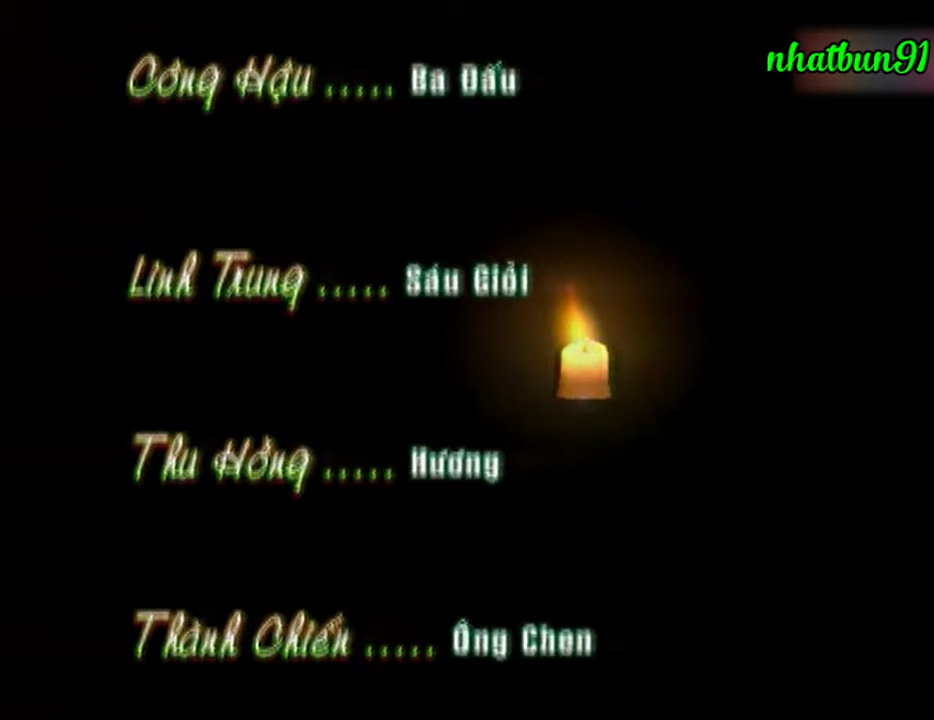 nhatbun91
Công Hậu ..... Ba Đấu
Linh Trung ..... Sáu Giỏi
Thu Hồng ..... Hương
Thành Chiến ..... Ông Chen